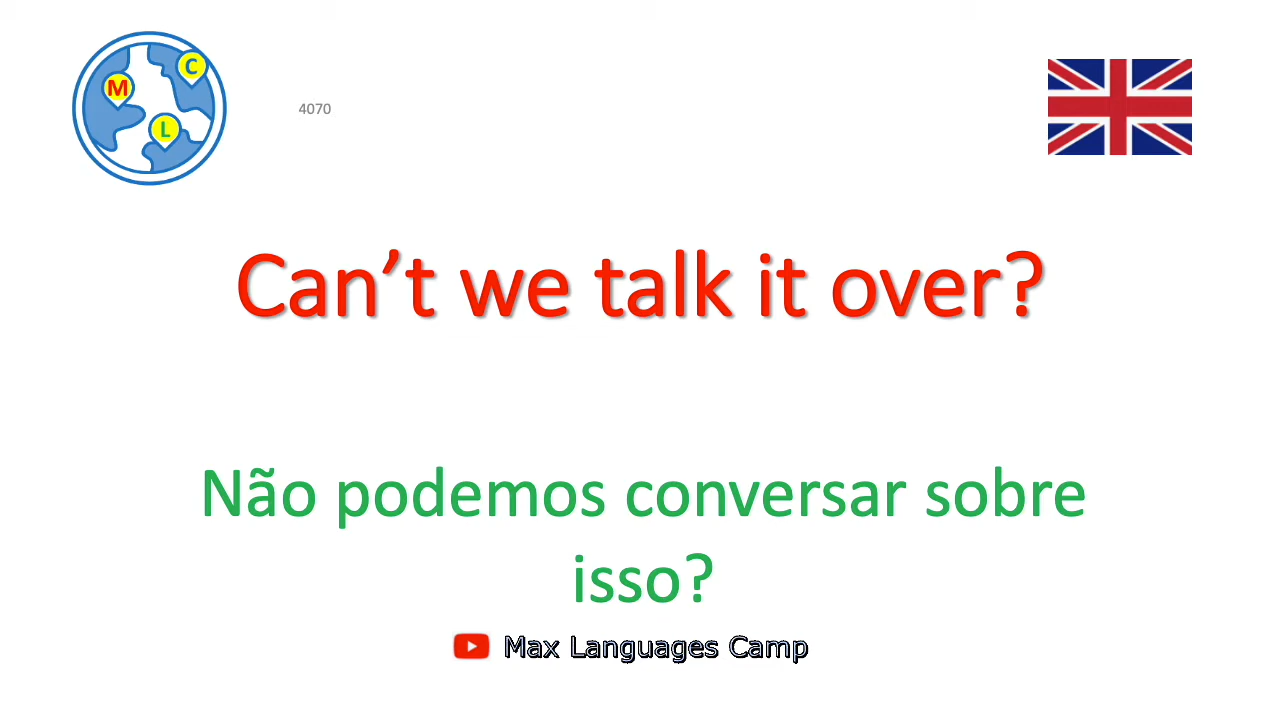 M
C
L
4070
Can’t we talk it over?
Não podemos conversar sobre
isso?
Max Languages Camp